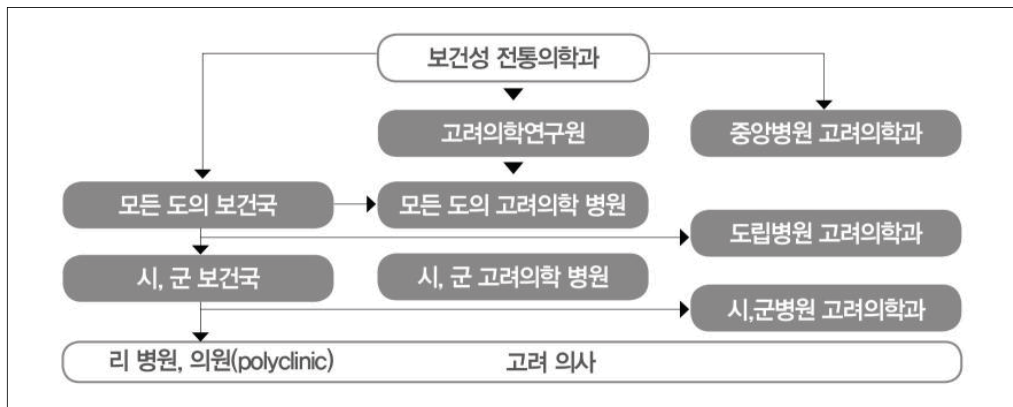 보건성 전통의학과
고려의학연구원
중앙병원 고려의학과
모든 도의 보건국
모든 도의 고려의학 병원
도립병원 고려의학과
시, 군 보건국
시, 군 고려의학 병원
시,군병원 고려의학과
리 병원, 의원(polyclinic) 고려 의사